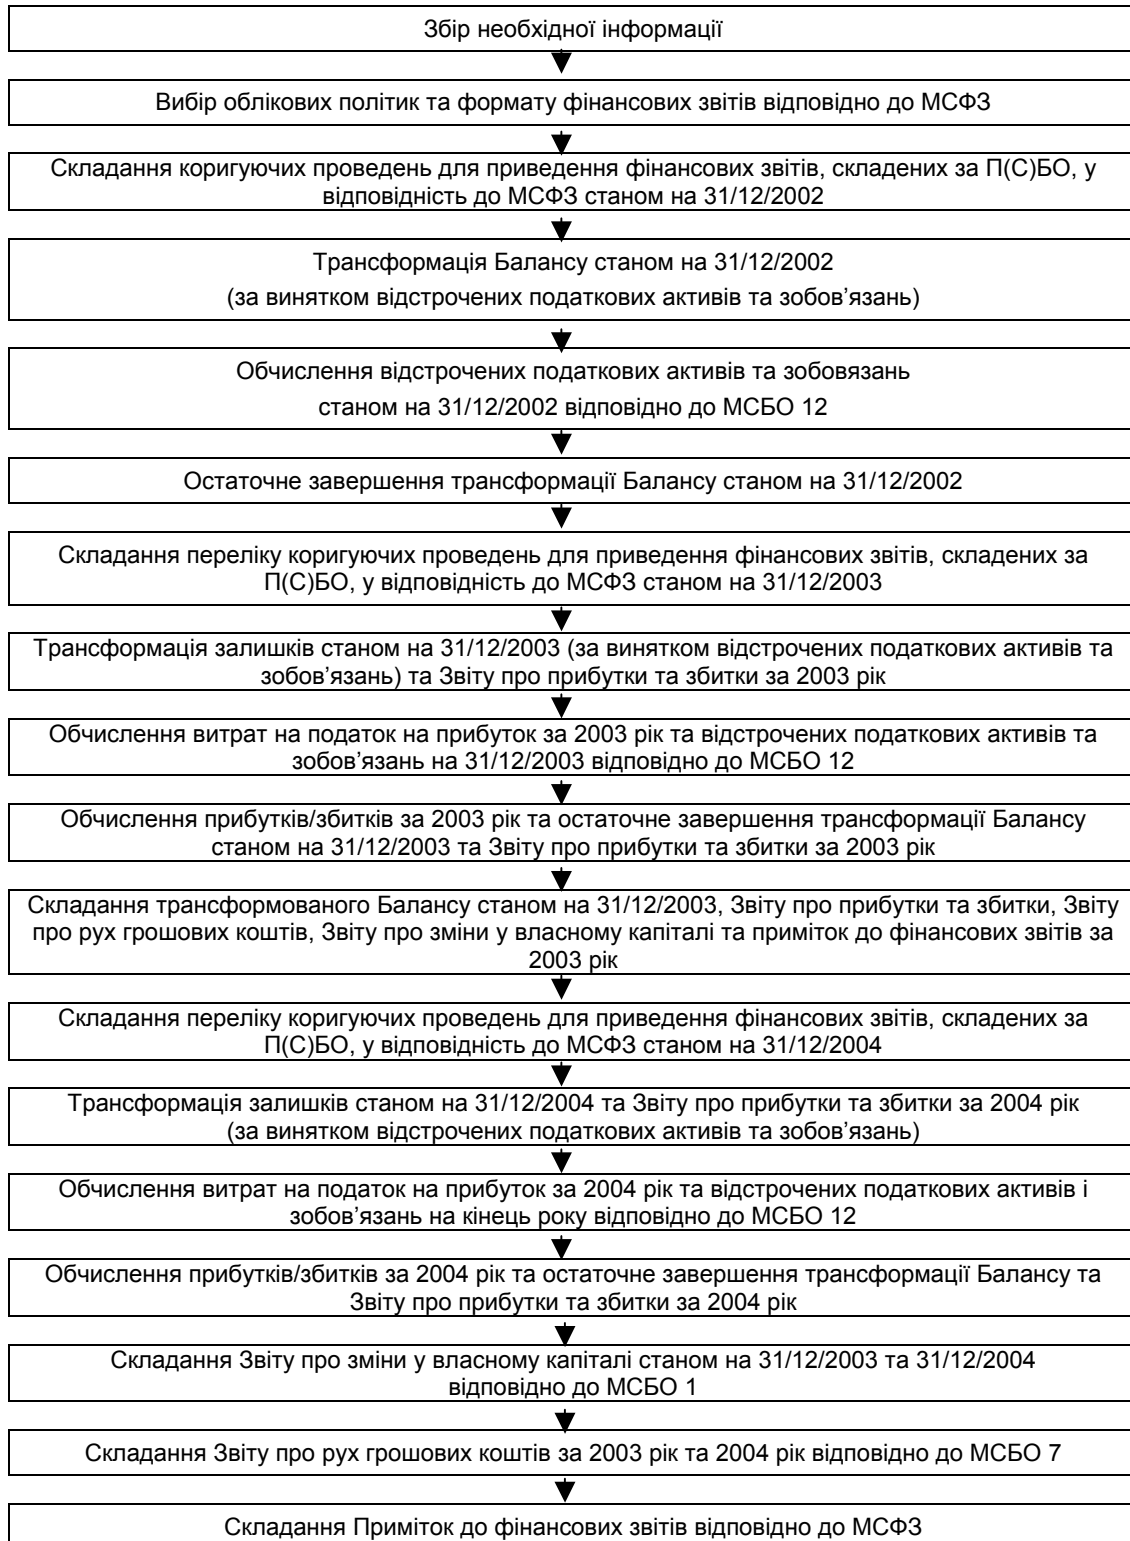 Збір необхідної інформації
Вибір облікових політик та формату фінансових звітів відповідно до МСФЗ
Складання коригуючих проведень для приведення фінансових звітів, складених за П(С)БО, у
відповідність до МСФЗ станом на 31/12/2002
Трансформація Балансу станом на 31/12/2002
(за винятком відстрочених податкових активів та зобов’язань)
Обчислення відстрочених податкових активів та зобовязань
станом на 31/12/2002 відповідно до МСБО 12
Остаточне завершення трансформації Балансу станом на 31/12/2002
Складання переліку коригуючих проведень для приведення фінансових звітів, складених за
П(С)БО, у відповідність до МСФЗ станом на 31/12/2003
Трансформація залишків станом на 31/12/2003 (за винятком відстрочених податкових активів та
зобов’язань) та Звіту про прибутки та збитки за 2003 рік
Обчислення витрат на податок на прибуток за 2003 рік та відстрочених податкових активів та
зобов’язань на 31/12/2003 відповідно до МСБО 12
Обчислення прибутків/збитків за 2003 рік та остаточне завершення трансформації Балансу
станом на 31/12/2003 та Звіту про прибутки та збитки за 2003 рік
Складання трансформованого Балансу станом на 31/12/2003, Звіту про прибутки та збитки, Звіту
про рух грошових коштів, Звіту про зміни у власному капіталі та приміток до фінансових звітів за
2003 рік
Складання переліку коригуючих проведень для приведення фінансових звітів, складених за
П(С)БО, у відповідність до МСФЗ станом на 31/12/2004
Трансформація залишків станом на 31/12/2004 та Звіту про прибутки та збитки за 2004 рік
(за винятком відстрочених податкових активів та зобов’язань)
Обчислення витрат на податок на прибуток за 2004 рік та відстрочених податкових активів і
зобов’язань на кінець року відповідно до МСБО 12
Обчислення прибутків/збитків за 2004 рік та остаточне завершення трансформації Балансу та
Звіту про прибутки та збитки за 2004 рік
Складання Звіту про зміни у власному капіталі станом на 31/12/2003 та 31/12/2004
відповідно до МСБО 1
Складання Звіту про рух грошових коштів за 2003 рік та 2004 рік відповідно до МСБО 7
Складання Приміток до фінансових звітів відповідно до МСФЗ